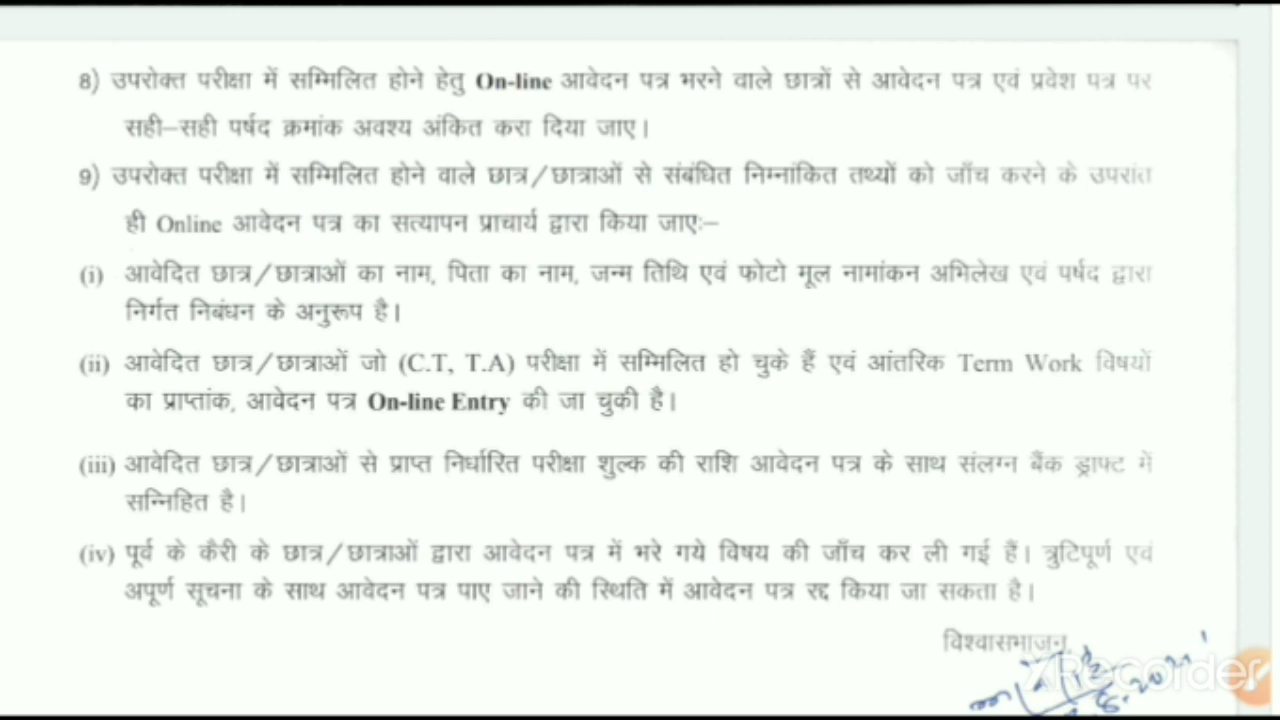 8) उपरोक्त परीक्षा में सम्मिलित होने हेतु On-line आवेदन पत्र भरने वाले छात्रों से आवेदन पत्र एवं प्रवेश पत्र पर
सही–सही पर्षद क्रमांक अवश्य अंकित करा दिया जाए।
9) उपरोक्त परीक्षा में सम्मिलित होने वाले छात्र/छात्राओं से संबंधित निम्नांकित तथ्यों को जाँच करने के उपरांत
ही Online आवेदन पत्र का सत्यापन प्राचार्य द्वारा किया जाएः–
(i) आवेदित छात्र/छात्राओं का नाम, पिता का नाम, जन्म तिथि एवं फोटो मूल नामांकन अभिलेख एवं पर्षद द्वारा
निर्गत निबंधन के अनुरूप है।
(ii) आवेदित छात्र/छात्राओं जो (C.T, T.A) परीक्षा में सम्मिलित हो चुके हैं एवं आंतरिक Term Work विषयों
का प्राप्तांक, आवेदन पत्र On-line Entry की जा चुकी है।
(iii) आवेदित छात्र/छात्राओं से प्राप्त निर्धारित परीक्षा शुल्क की राशि आवेदन पत्र के साथ संलग्न बैंक ड्राफ्ट में
सन्निहित है।
(iv) पूर्व के कैरी के छात्र/छात्राओं द्वारा आवेदन पत्र में भरे गये विषय की जाँच कर ली गई हैं। त्रुटिपूर्ण एवं
अपूर्ण सूचना के साथ आवेदन पत्र पाए जाने की स्थिति में आवेदन पत्र रद्द किया जा सकता है।
विश्वासभाजन
XRecorder